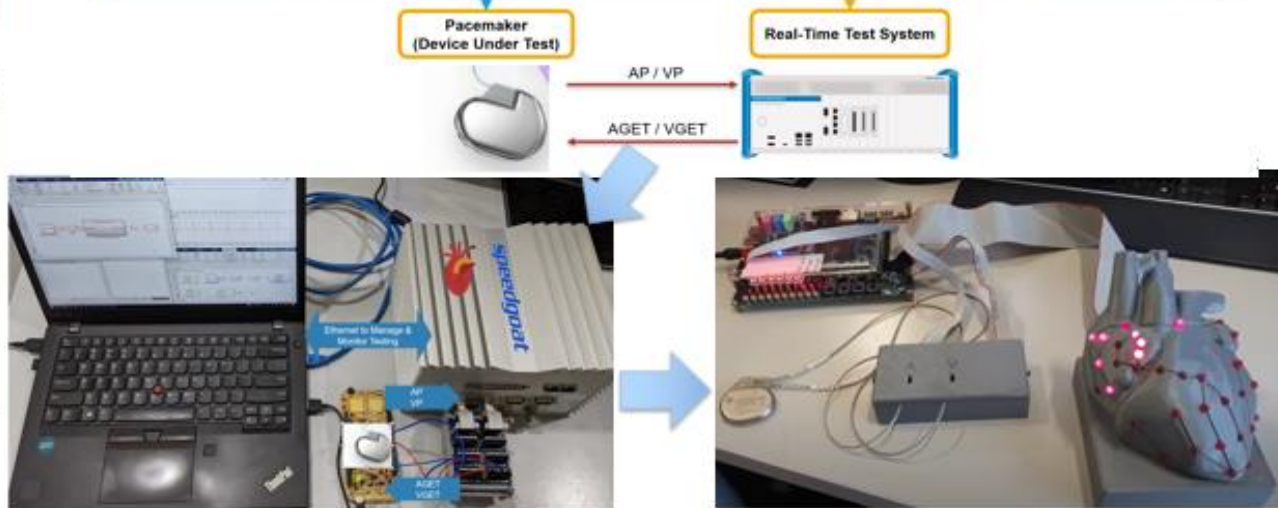 Pacemaker
(Device Under Test)
Real-Time Test System
AP / VP
AGET / VGET
speedgoat
Ethernet to Manage &
Monitor Testing
AP
VP
AGET
VGET
ThinkPad